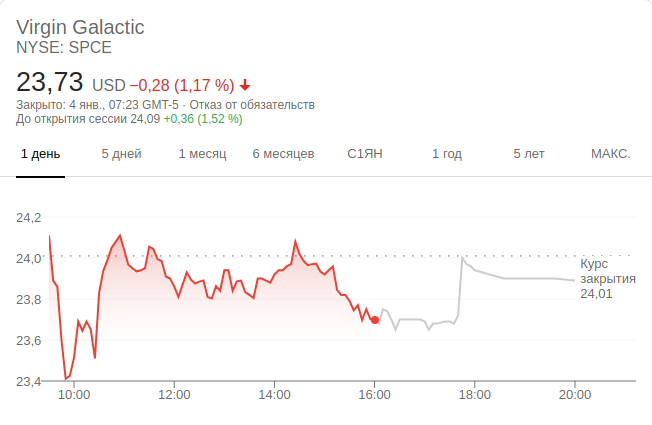 Virgin Galactic
NYSE: SPCE
23,73 USD −0,28 (1,17 %)
Закрыто: 4 янв., 07:23 GMT-5 · Отказ от обязательств
До открытия сессии 24,09 +0,36 (1,52 %)
1 день 5 дней 1 месяц 6 месяцев С1ЯН 1 год 5 лет МАКС.
24,2
24,0
Курс
закрытия
24,01
23,8
23,6
23,4
10:00 12:00 14:00 16:00 18:00 20:00